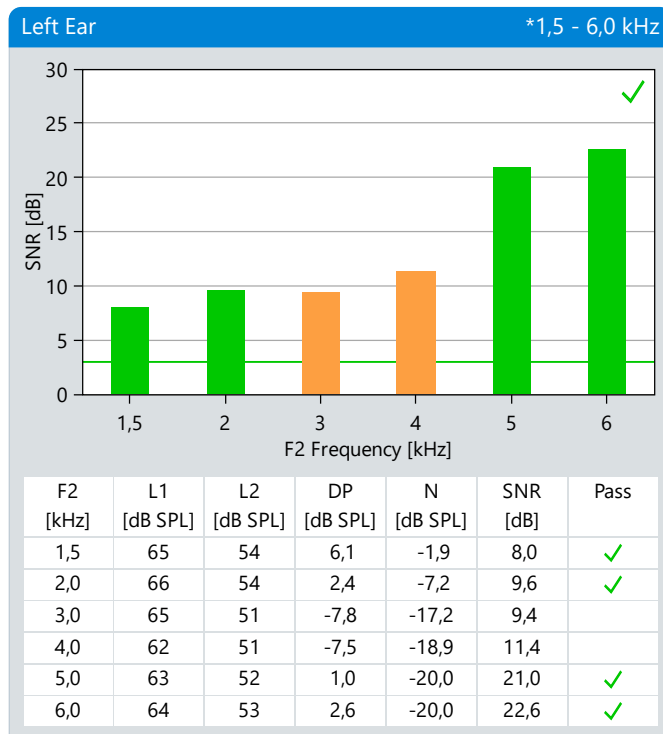 Left Ear *1,5 - 6,0 kHz
30
25
20
15
10
5
0
SNR [dB]
1,5 2 3 4 5 6
F2 Frequency [kHz]
F2 L1 L2 DP N SNR Pass
[kHz] [dB SPL] [dB SPL] [dB SPL] [dB SPL] [dB]
1,5 65 54 6,1 -1,9 8,0 ✓
2,0 66 54 2,4 -7,2 9,6 ✓
3,0 65 51 -7,8 -17,2 9,4
4,0 62 51 -7,5 -18,9 11,4
5,0 63 52 1,0 -20,0 21,0 ✓
6,0 64 53 2,6 -20,0 22,6 ✓